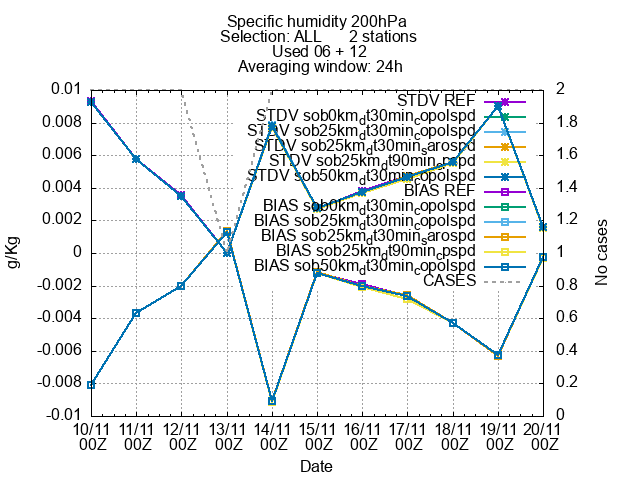 Specific humidity 200hPa
Selection: ALL 2 stations
Used 06 + 12
Averaging window: 24h
0.01 2
STDV REF
STDV sob0km_dt30min_copolspd
STDV sob25km_dt30min_copolspd
STDV sob25km_dt30min_sarospd
STDV sob25km_dt90min_cpspd
STDV sob50km_dt30min_copolspd
BIAS REF
BIAS sob0km_dt30min_copolspd
BIAS sob25km_dt30min_copolspd
BIAS sob25km_dt30min_sarospd
BIAS sob25km_dt90min_cpspd
BIAS sob50km_dt30min_copolspd
CASES
0.008 1.8
0.006 1.6
0.004 1.4
0.002 1.2
0 1
-0.002 0.8
-0.004 0.6
-0.006 0.4
-0.008 0.2
-0.01 0
g/Kg
No cases
10/11 11/11 12/11 13/11 14/11 15/11 16/11 17/11 18/11 19/11 20/11
00Z 00Z 00Z 00Z 00Z 00Z 00Z 00Z 00Z 00Z 00Z
Date